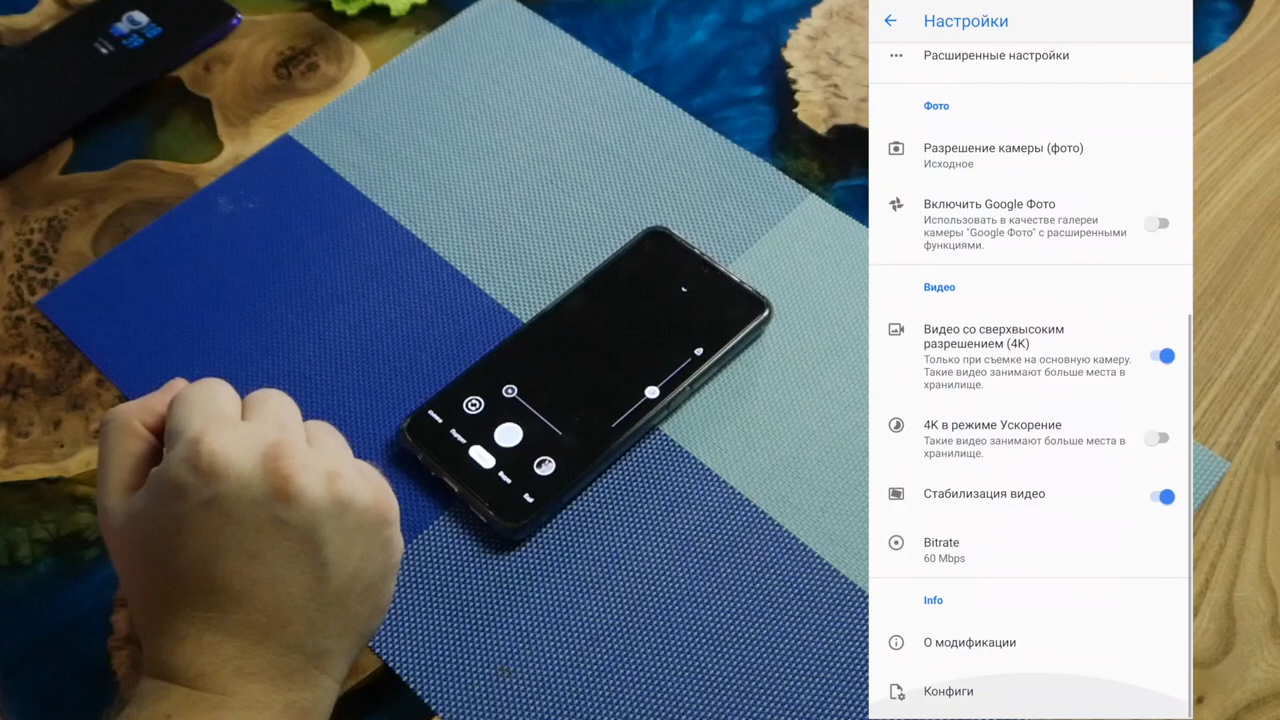 Настройки
Расширенные настройки
Фото
Разрешение камеры (фото)
Исходное
Включить Google Фото
Использовать в качестве галереи
камеры "Google Фото" с расширенными
функциями.
Видео
Видео со сверхвысоким
разрешением (4K)
Только при съемке на основную камеру.
Такие видео занимают больше места в
хранилище.
4K в режиме Ускорение
Такие видео занимают больше места в
хранилище.
Стабилизация видео
Bitrate
60 Mbps
Info
О модификации
Конфиги